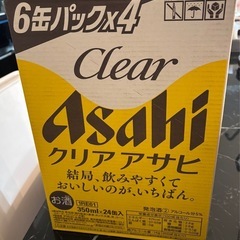 6缶パック×4
Clear
Asahi
クリア アサヒ
結局、飲みやすくて
おいしいのが、いちばん。
お酒
350ml×24缶入